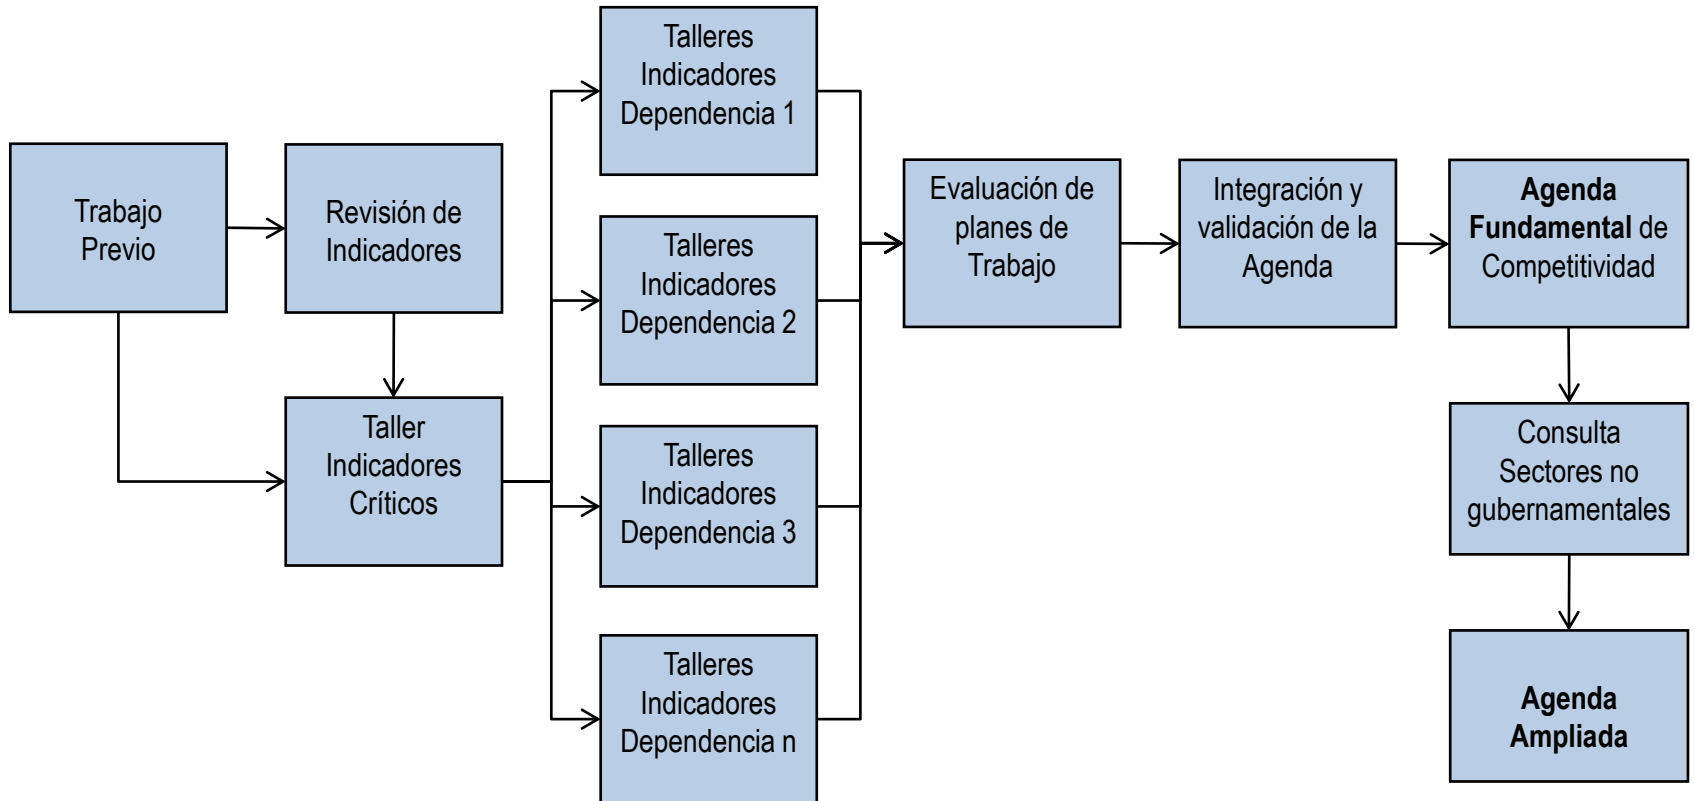 Trabajo
Previo
Revisión de
Indicadores
Taller
Indicadores
Críticos
Talleres
Indicadores
Dependencia 1
Talleres
Indicadores
Dependencia 2
Talleres
Indicadores
Dependencia 3
Talleres
Indicadores
Dependencia n
Evaluación de
planes de
Trabajo
Integración y
validación de la
Agenda
Agenda
Fundamental de
Competitividad
Consulta
Sectores no
gubernamentales
Agenda
Ampliada